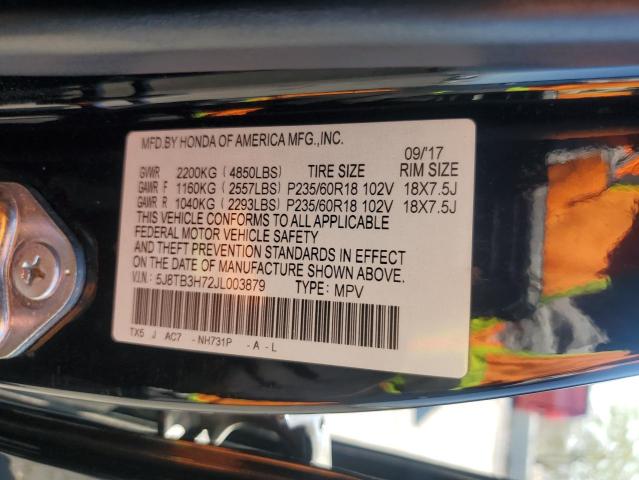 MFD.BY HONDA OF AMERICA MFG.,INC. 09/'17
GVWR 2200KG (4850LBS) TIRE SIZE RIM SIZE
GAWR F 1160KG (2557LBS) P235/60R18 102V 18X7.5J
GAWR R 1040KG (2293LBS) P235/60R18 102V 18X7.5J
THIS VEHICLE CONFORMS TO ALL APPLICABLE
FEDERAL MOTOR VEHICLE SAFETY
AND THEFT PREVENTION STANDARDS IN EFFECT
ON THE DATE OF MANUFACTURE SHOWN ABOVE.
V.I.N.: 5J8TB3H72JL003879 TYPE: MPV
TX5 J AC7 -NH731P -A-L